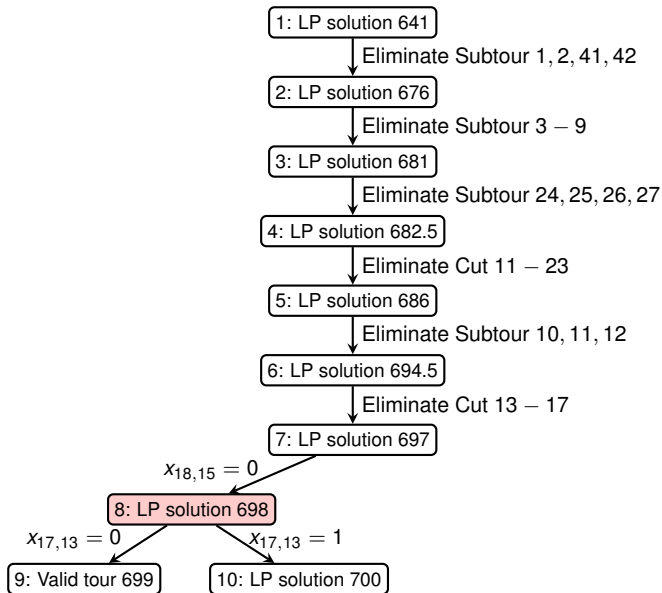 1: LP solution 641
Eliminate Subtour 1, 2, 41, 42
2: LP solution 676
Eliminate Subtour 3 − 9
3: LP solution 681
Eliminate Subtour 24, 25, 26, 27
4: LP solution 682.5
Eliminate Cut 11 − 23
5: LP solution 686
Eliminate Subtour 10, 11, 12
6: LP solution 694.5
Eliminate Cut 13 − 17
7: LP solution 697
x18,15 = 0
8: LP solution 698
x17,13 = 0
x17,13 = 1
9: Valid tour 699
10: LP solution 700